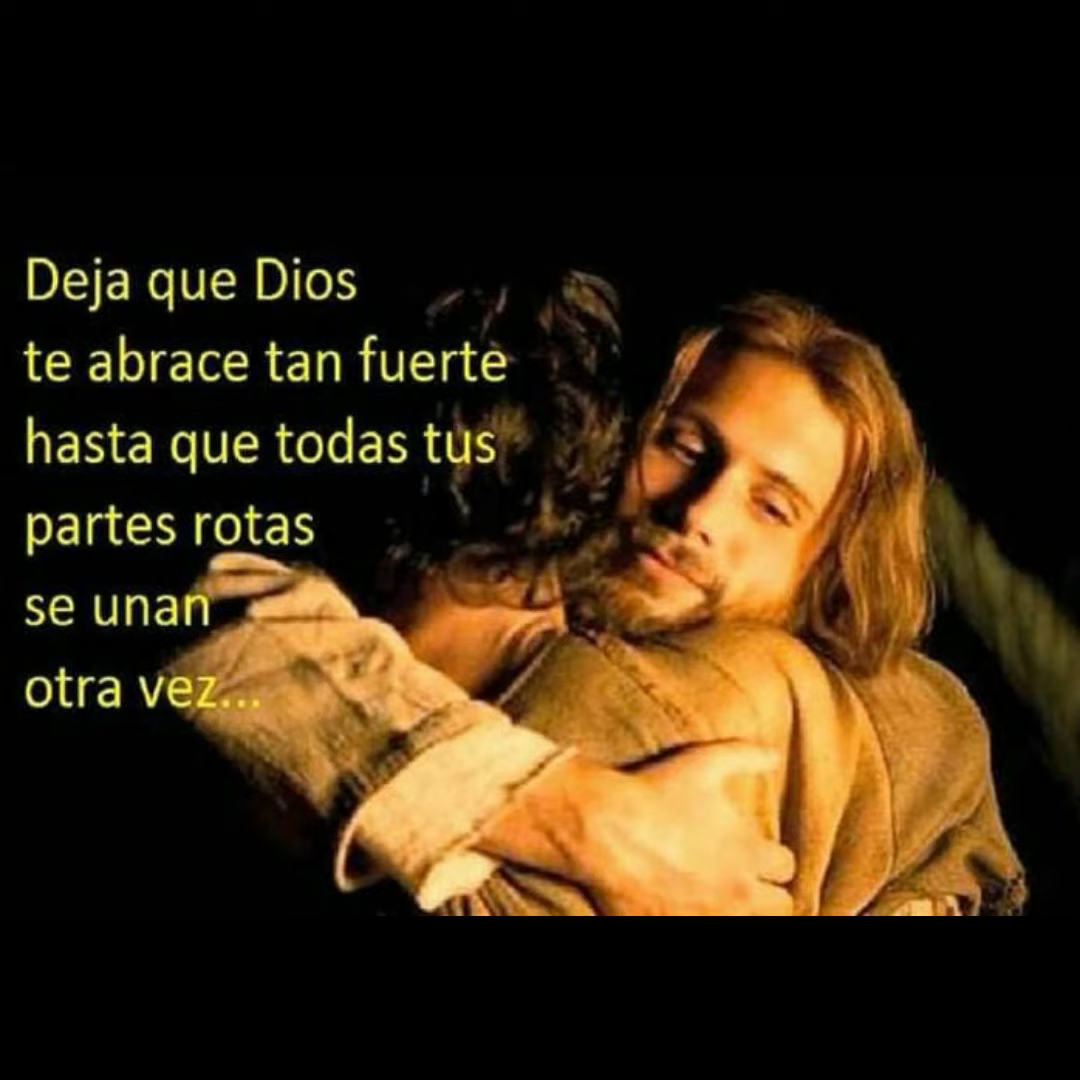 Deja que Dios
te abrace tan fuerte
hasta que todas tus
partes rotas
se unan
otra vez...